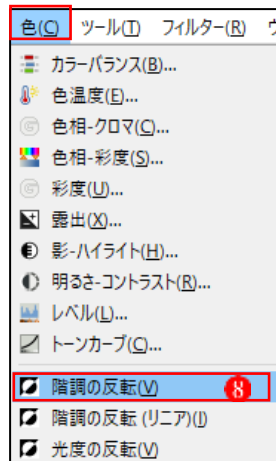 色(C) ツール(T) フィルター(R)
カラーバランス(B)...
色温度(E)...
色相-クロマ(C)...
色相-彩度(S)...
彩度(U)...
露出(X)...
影-ハイライト(H)...
明るさ-コントラスト(R)...
レベル(L)...
トーンカーブ(C)...
階調の反転(V) 8
階調の反転 (リニア)(I)
光度の反転(V)